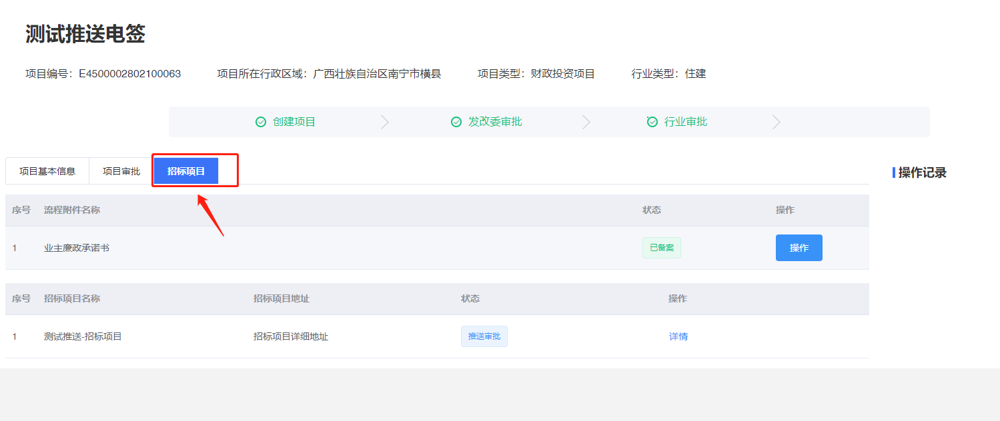 测试推送电签
项目编号：E4500002802100063 项目所在行政区域：广西壮族自治区南宁市横县 项目类型：财政投资项目 行业类型：住建
创建项目 发改委审批 行业审批
项目基本信息 项目审批 招标项目
操作记录
序号 流程附件名称 状态 操作
1 业主廉政承诺书 已备案 操作
序号 招标项目名称 招标项目地址 状态 操作
1 测试推送-招标项目 招标项目详细地址 推送审批 详情